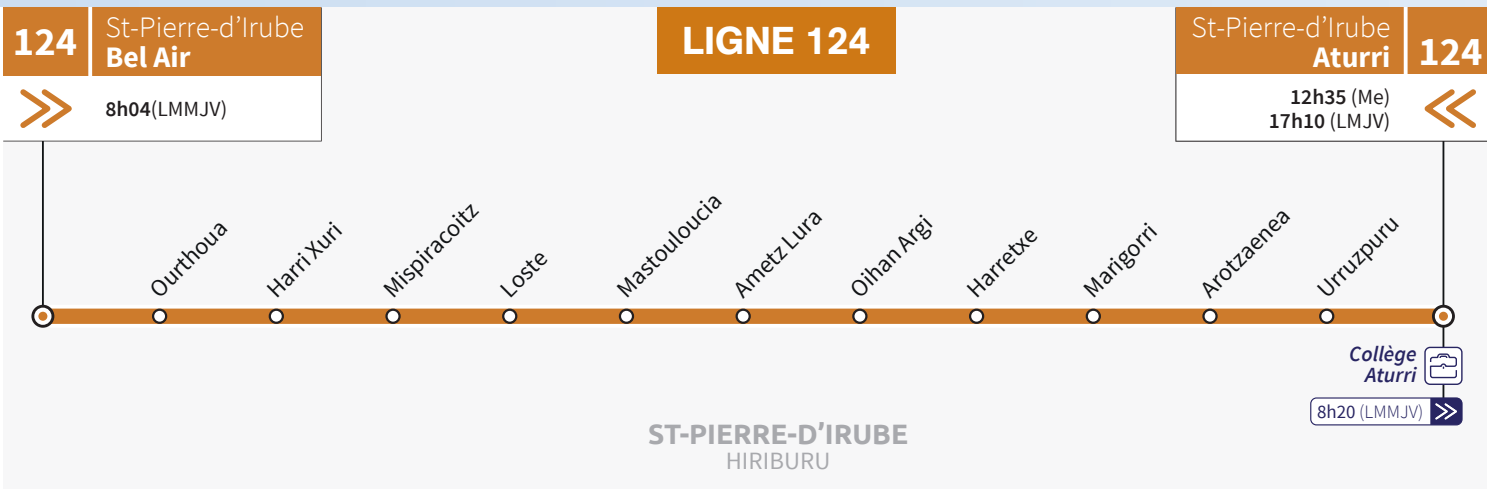 124
St-Pierre-d'Irube
Bel Air
8h04(LMMJV)
LIGNE 124
St-Pierre-d'Irube
Aturri
124
12h35 (Me)
17h10 (LMJV)
Ourthoua
Harri Xuri
Mispiracoitz
Loste
Mastouloucia
Ametz Lura
Oihan Argi
Harretxe
Marigorri
Arotzaenea
Urruzpuru
Collège
Aturri
8h20 (LMMJV)
ST-PIERRE-D'IRUBE
HIRIBURU